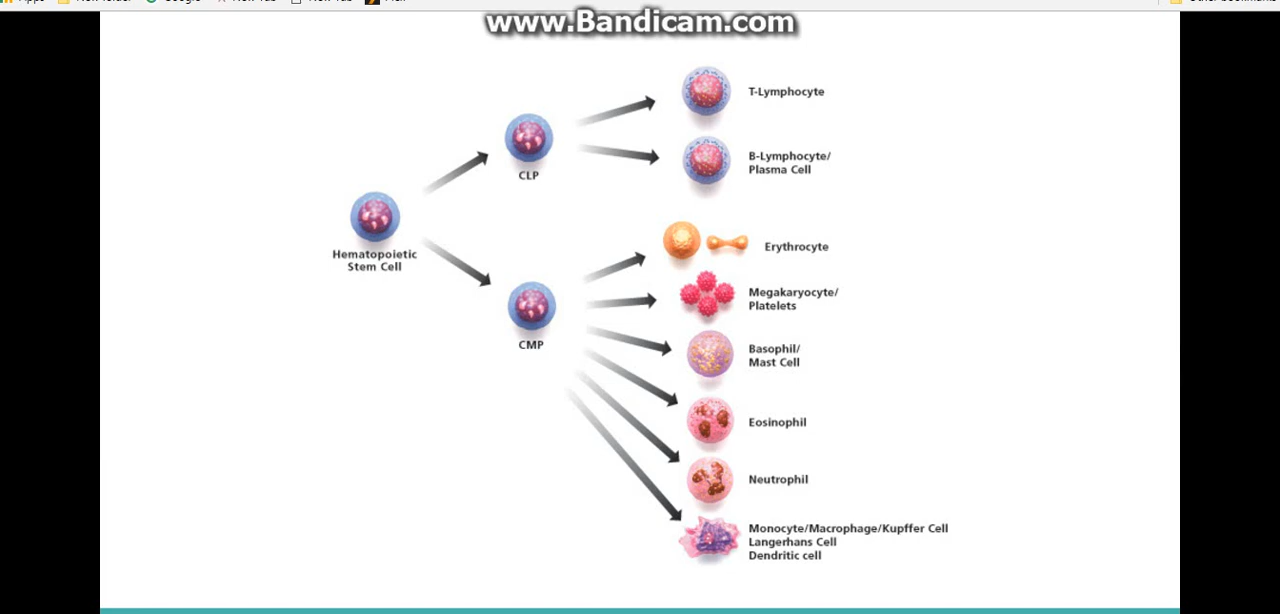 www.Bandicam.com
T-Lymphocyte
B-Lymphocyte/
Plasma Cell
CLP
Hematopoietic
Stem Cell
Erythrocyte
Megakaryocyte/
Platelets
CMP
Basophil/
Mast Cell
Eosinophil
Neutrophil
Monocyte/Macrophage/Kupffer Cell
Langerhans Cell
Dendritic cell